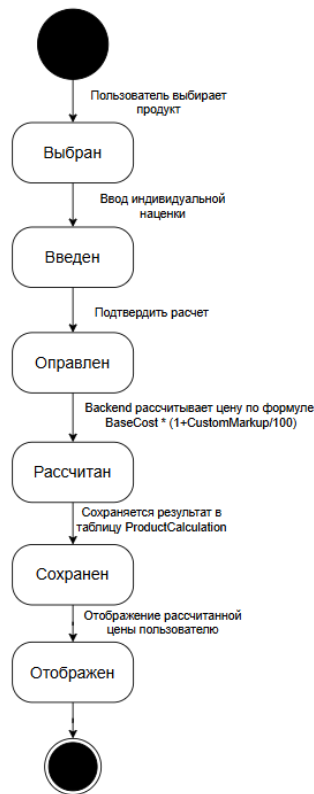 Пользователь выбирает
продукт
Выбран
Ввод индивидуальной
наценки
Введен
Подтвердить расчет
Оправлен
Backend рассчитывает цену по формуле
BaseCost * (1+CustomMarkup/100)
Рассчитан
Сохраняется результат в
таблицу ProductCalculation
Сохранен
Отображение рассчитанной
цены пользователю
Отображен